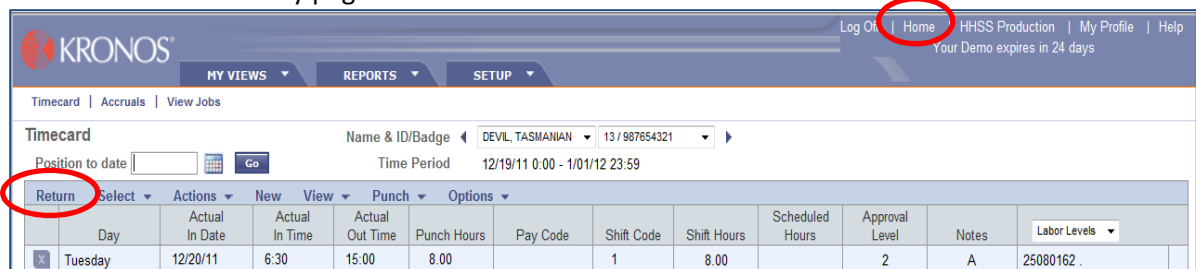 Log Off | Home | HHSS Production | My Profile | Help
KRONOS®
Your Demo expires in 24 days
MY VIEWS REPORTS SETUP
Timecard | Accruals | View Jobs
Timecard Name & ID/Badge DEVIL, TASMANIAN 13 / 987654321
Position to date Go Time Period 12/19/11 0:00 - 1/01/12 23:59
Return Select Actions New View Punch Options
Day Actual In Date Actual In Time Actual Out Time Punch Hours Pay Code Shift Code Shift Hours Scheduled Hours Approval Level Notes Labor Levels
X Tuesday 12/20/11 6:30 15:00 8.00 1 8.00 2 A 25080162 .